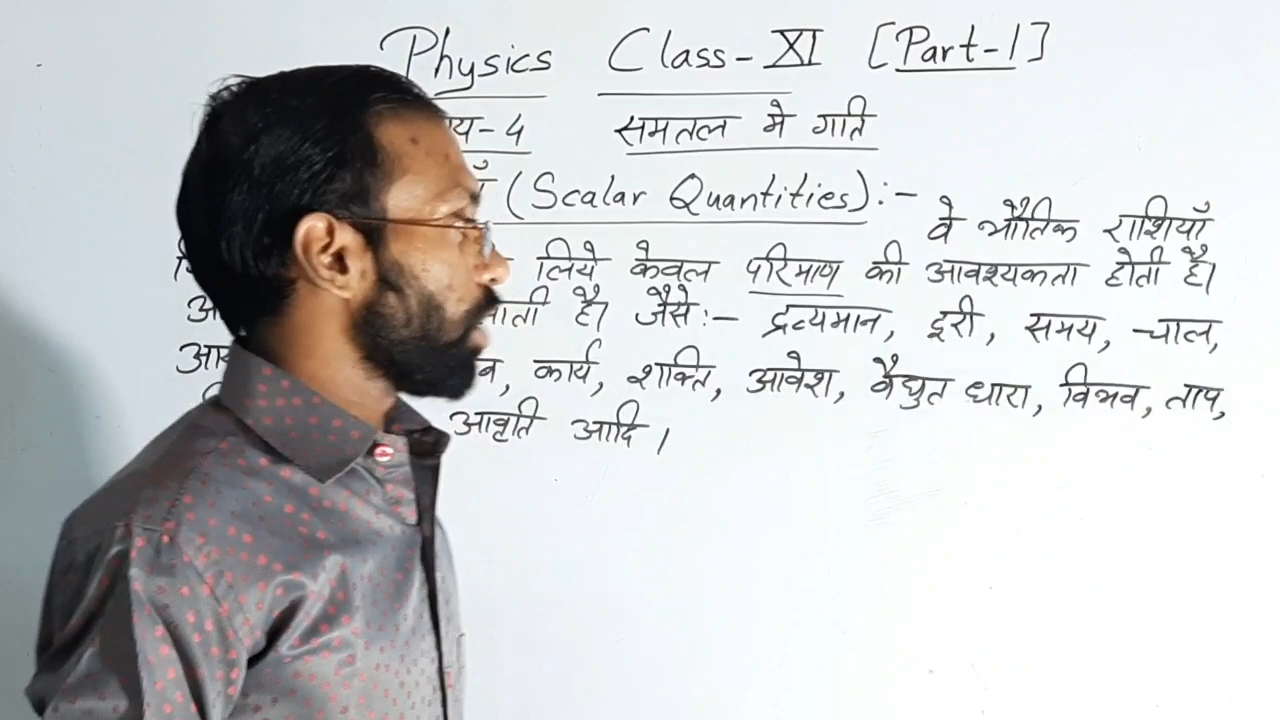 Physics Class-XI [Part-1]
य-4 समतल मे गति
(Scalar Quantities):-
वे भौतिक राशियाँ
लिये केवल परिमाण की आवश्यकता होती है।
है। जैसे:- द्रव्यमान, दूरी, समय, चाल,
कार्य, शक्ति, आवेश, वैद्युत धारा, विभव, ताप,
आवृति आदि।